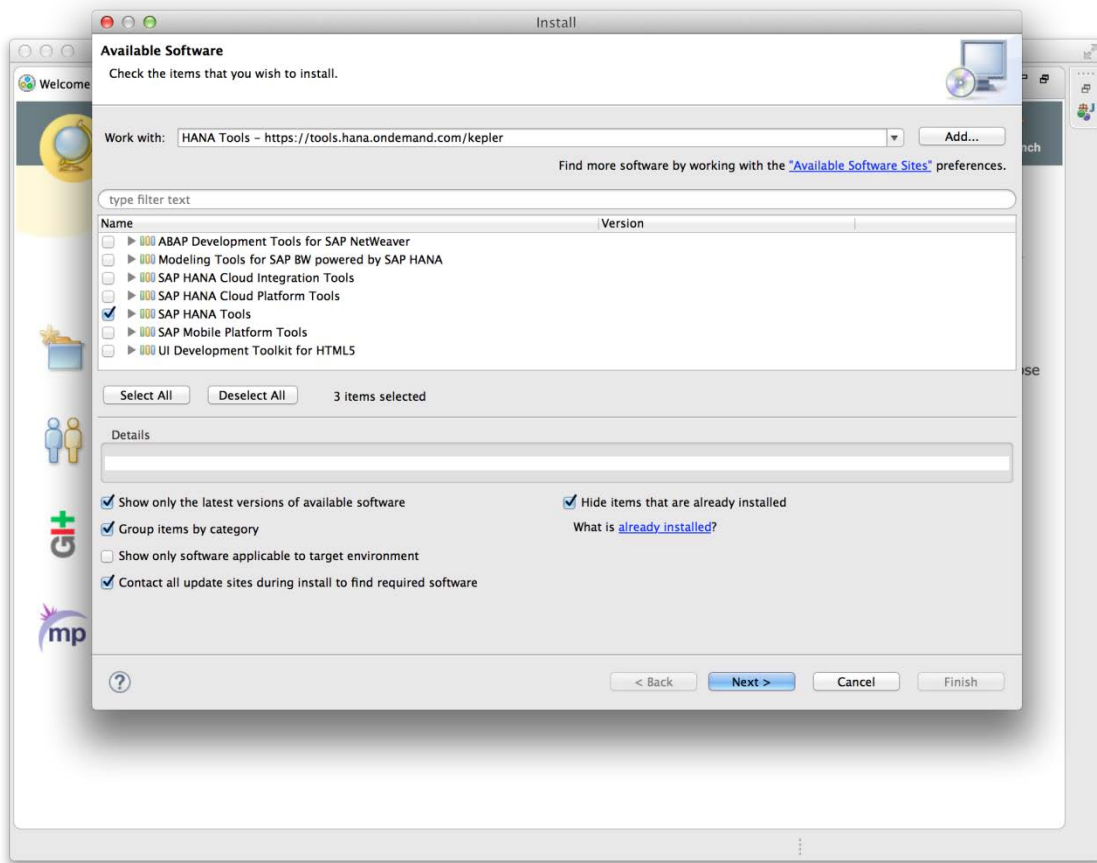 Install
Available Software
Check the items that you wish to install.
Welcome
Work with: HANA Tools – https://tools.hana.ondemand.com/kepler Add...
nch
Find more software by working with the "Available Software Sites" preferences.
type filter text
Name Version
ABAP Development Tools for SAP NetWeaver
Modeling Tools for SAP BW powered by SAP HANA
SAP HANA Cloud Integration Tools
SAP HANA Cloud Platform Tools
SAP HANA Tools
SAP Mobile Platform Tools
UI Development Toolkit for HTML5
Select All Deselect All 3 items selected
Details
Show only the latest versions of available software Hide items that are already installed
Group items by category What is already installed?
Show only software applicable to target environment
Contact all update sites during install to find required software
GIt
mp
? < Back Next > Cancel Finish